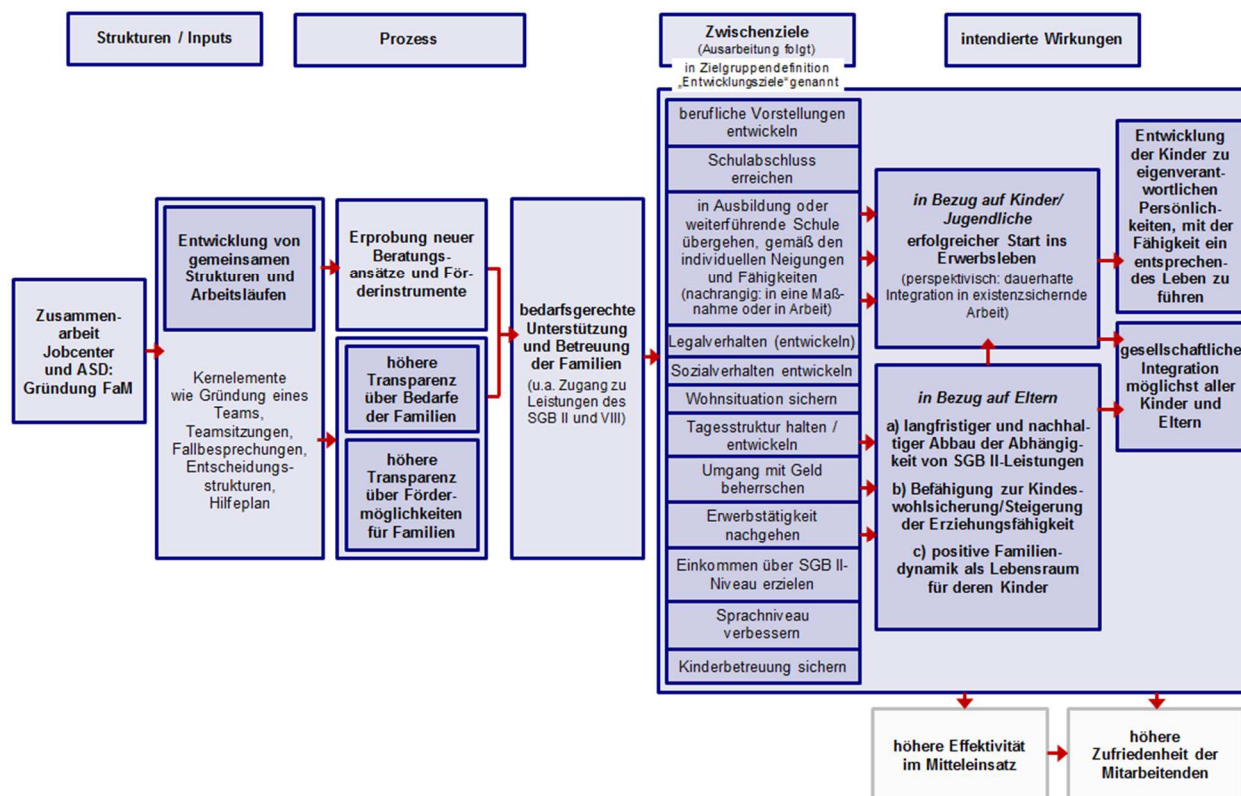 Strukturen / Inputs
Prozess
Zwischenziele
(Ausarbeitung folgt)
in Zielgruppendefinition
„Entwicklungsziele“ genannt
intendierte Wirkungen
Zusammen-
arbeit
Jobcenter
und ASD:
Gründung FaM
Entwicklung von
gemeinsamen
Strukturen und
Arbeitsläufen
Kernelemente
wie Gründung eines
Teams,
Teamsitzungen,
Fallbesprechungen,
Entscheidungs-
strukturen,
Hilfeplan
Erprobung neuer
Beratungs-
ansätze und För-
derinstrumente
höhere
Transparenz
über Bedarfe
der Familien
höhere
Transparenz
über Förder-
möglichkeiten
für Familien
bedarfsgerechte
Unterstützung
und Betreuung
der Familien
(u.a. Zugang zu
Leistungen des
SGB II und VIII)
berufliche Vorstellungen
entwickeln
Schulabschluss
erreichen
in Ausbildung oder
weiterführende Schule
übergehen, gemäß den
individuellen Neigungen
und Fähigkeiten
(nachrangig: in eine Maß-
nahme oder in Arbeit)
Legalverhalten (entwickeln)
Sozialverhalten entwickeln
Wohnsituation sichern
Tagesstruktur halten /
entwickeln
Umgang mit Geld
beherrschen
Erwerbstätigkeit
nachgehen
Einkommen über SGB II-
Niveau erzielen
Sprachniveau
verbessern
Kinderbetreuung sichern
in Bezug auf Kinder/
Jugendliche
erfolgreicher Start ins
Erwerbsleben
(perspektivisch: dauerhafte
Integration in existenzsichernde
Arbeit)
in Bezug auf Eltern
a) langfristiger und nachhal-
tiger Abbau der Abhängig-
keit von SGB II-Leistungen
b) Befähigung zur Kindes-
wohlsicherung/Steigerung
der Erziehungsfähigkeit
c) positive Familien-
dynamik als Lebensraum
für deren Kinder
Entwicklung
der Kinder zu
eigenverant-
wortlichen
Persönlich-
keiten, mit der
Fähigkeit ein
entsprechen-
des Leben zu
führen
gesellschaftliche
Integration
möglichst aller
Kinder und
Eltern
höhere Effektivität
im Mitteleinsatz
höhere
Zufriedenheit der
Mitarbeitenden